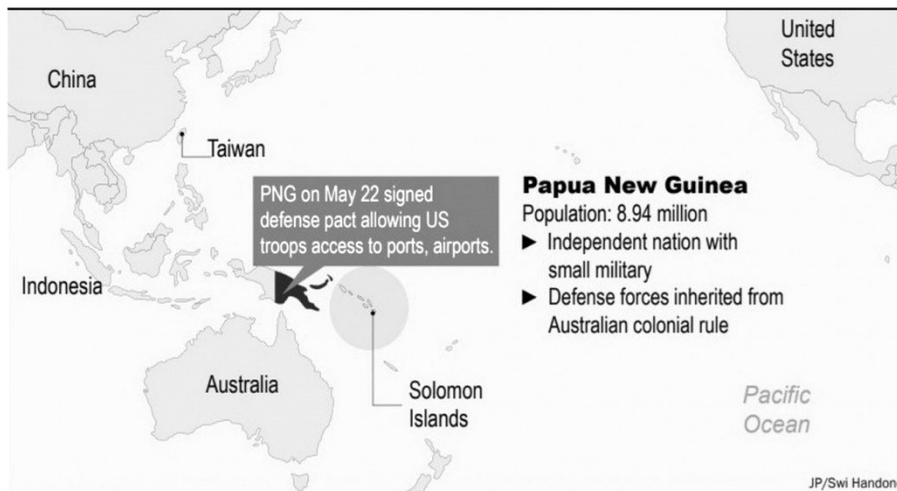 United
States
China
Taiwan
PNG on May 22 signed
defense pact allowing US
troops access to ports, airports.
Papua New Guinea
Population: 8.94 million
▶ Independent nation with
small military
▶ Defense forces inherited from
Australian colonial rule
Indonesia
Australia
Solomon
Islands
Pacific
Ocean
JP/Swi Handono